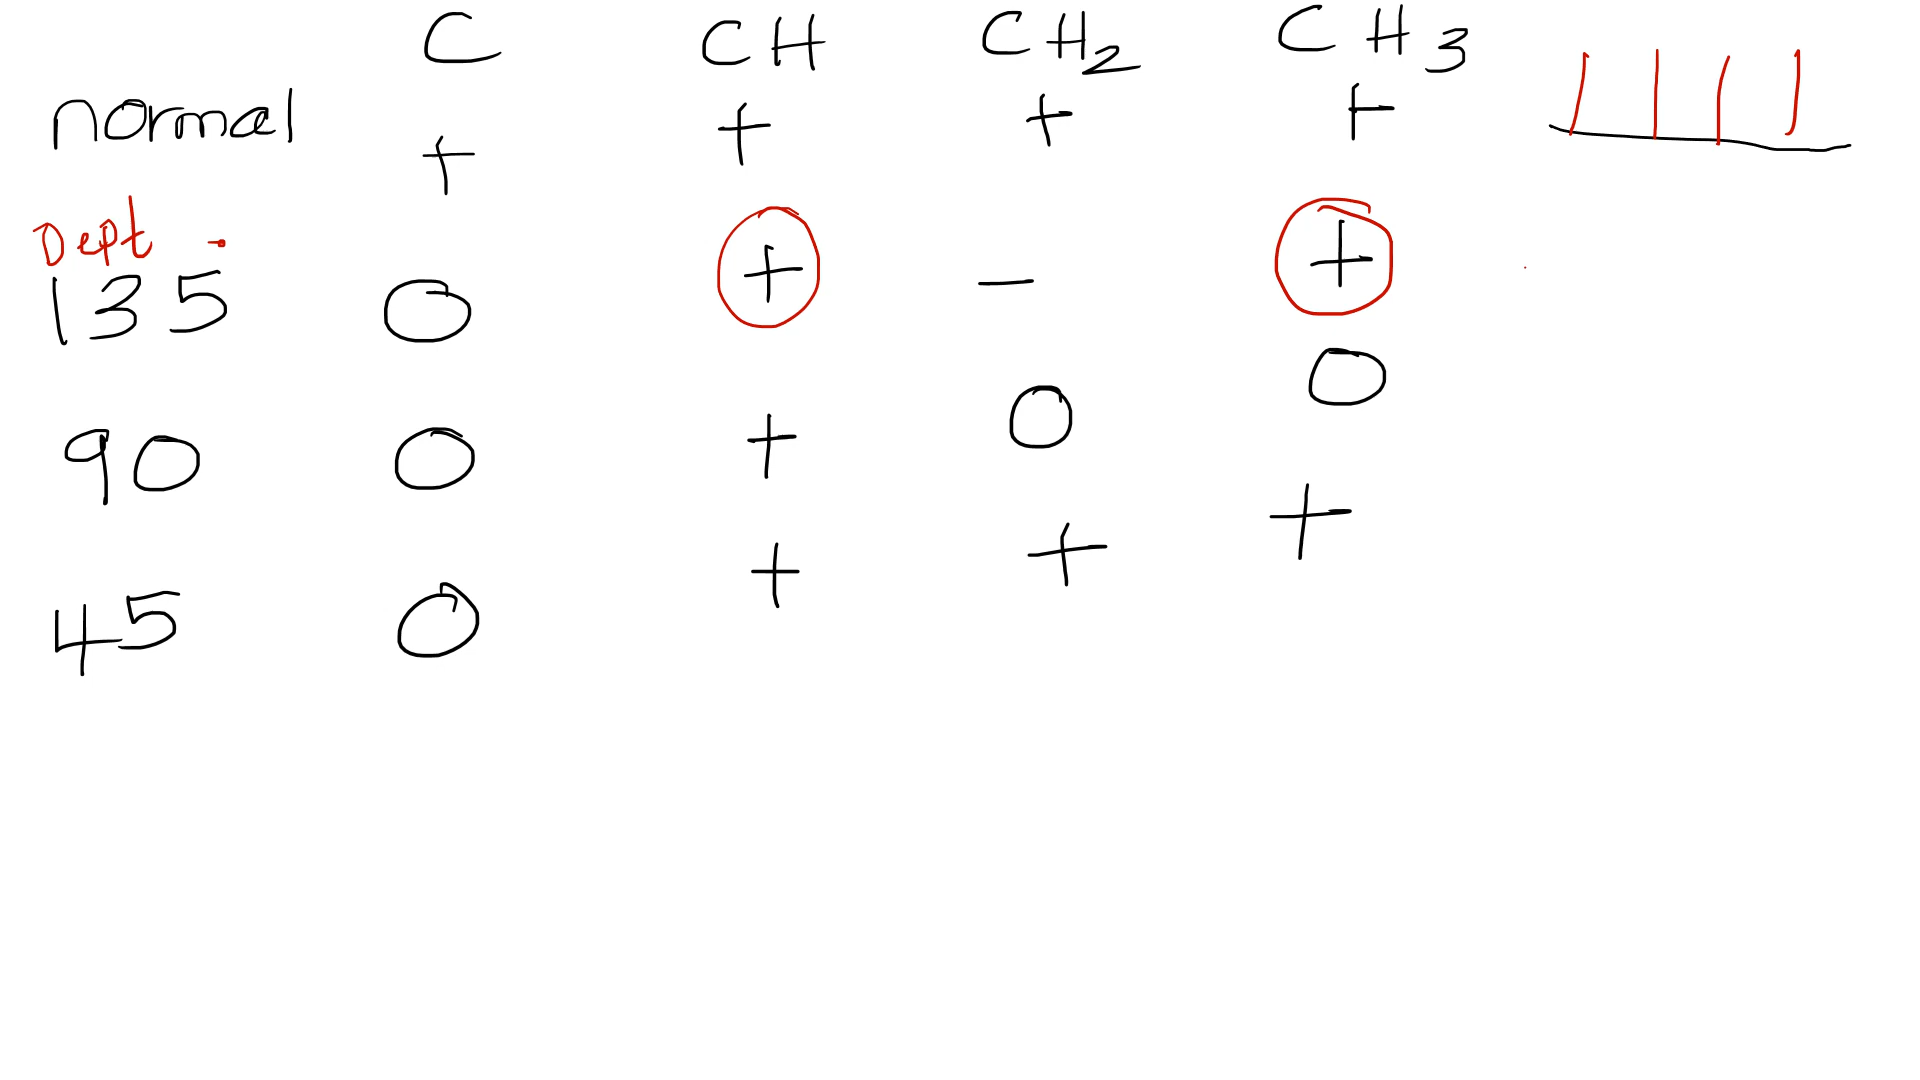 C CH CH2 CH3
normal + + + +
Dept.
135 0 + - +
90 0 + 0 0
45 0 + + +